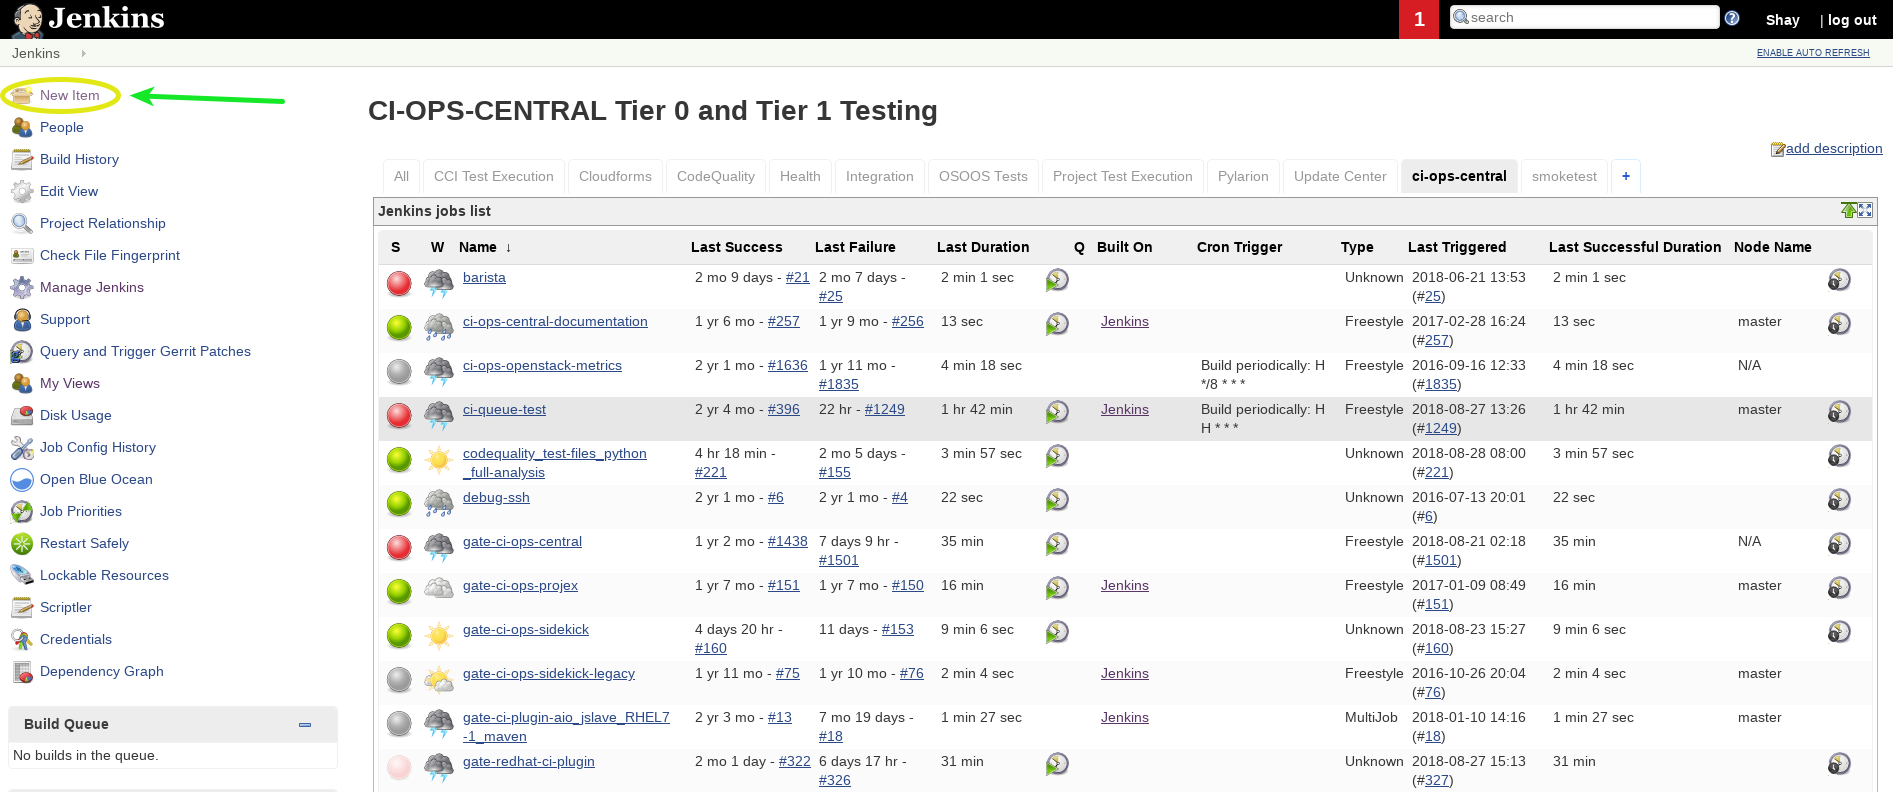 Jenkins
1
search
Shay
| log out
Jenkins
ENABLE AUTO REFRESH
New Item
People
Build History
Edit View
Project Relationship
Check File Fingerprint
Manage Jenkins
Support
Query and Trigger Gerrit Patches
My Views
Disk Usage
Job Config History
Open Blue Ocean
Job Priorities
Restart Safely
Lockable Resources
Scriptler
Credentials
Dependency Graph
Build Queue
No builds in the queue.
CI-OPS-CENTRAL Tier 0 and Tier 1 Testing
add description
All CCI Test Execution Cloudforms CodeQuality Health Integration OSOOS Tests Project Test Execution Pylarion Update Center ci-ops-central smoketest +
Jenkins jobs list
S W Name ↓ Last Success Last Failure Last Duration Q Built On Cron Trigger Type Last Triggered Last Successful Duration Node Name
barista 2 mo 9 days - #21 2 mo 7 days - 2 min 1 sec Unknown 2018-06-21 13:53 2 min 1 sec
#25 (#25)
ci-ops-central-documentation 1 yr 6 mo - #257 1 yr 9 mo - #256 13 sec Jenkins Freestyle 2017-02-28 16:24 13 sec master
(#257)
ci-ops-openstack-metrics 2 yr 1 mo - #1636 1 yr 11 mo - 4 min 18 sec Build periodically: H Freestyle 2016-09-16 12:33 4 min 18 sec N/A
#1835 */8 * * * (#1835)
ci-queue-test 2 yr 4 mo - #396 22 hr - #1249 1 hr 42 min Jenkins Build periodically: H Freestyle 2018-08-27 13:26 1 hr 42 min master
H * * * (#1249)
codequality_test-files_python 4 hr 18 min - 2 mo 5 days - 3 min 57 sec Unknown 2018-08-28 08:00 3 min 57 sec
_full-analysis #221 #155 (#221)
debug-ssh 2 yr 1 mo - #6 2 yr 1 mo - #4 22 sec Unknown 2016-07-13 20:01 22 sec
(#6)
gate-ci-ops-central 1 yr 2 mo - #1438 7 days 9 hr - 35 min Freestyle 2018-08-21 02:18 35 min N/A
#1501 (#1501)
gate-ci-ops-projex 1 yr 7 mo - #151 1 yr 7 mo - #150 16 min Jenkins Freestyle 2017-01-09 08:49 16 min master
(#151)
gate-ci-ops-sidekick 4 days 20 hr - 11 days - #153 9 min 6 sec Unknown 2018-08-23 15:27 9 min 6 sec
#160 (#160)
gate-ci-ops-sidekick-legacy 1 yr 11 mo - #75 1 yr 10 mo - #76 2 min 4 sec Jenkins Freestyle 2016-10-26 20:04 2 min 4 sec master
(#76)
gate-ci-plugin-aio_jslave_RHEL7 2 yr 3 mo - #13 7 mo 19 days - 1 min 27 sec Jenkins MultiJob 2018-01-10 14:16 1 min 27 sec master
-1_maven #18 (#18)
gate-redhat-ci-plugin 2 mo 1 day - #322 6 days 17 hr - 31 min Unknown 2018-08-27 15:13 31 min
#326 (#327)